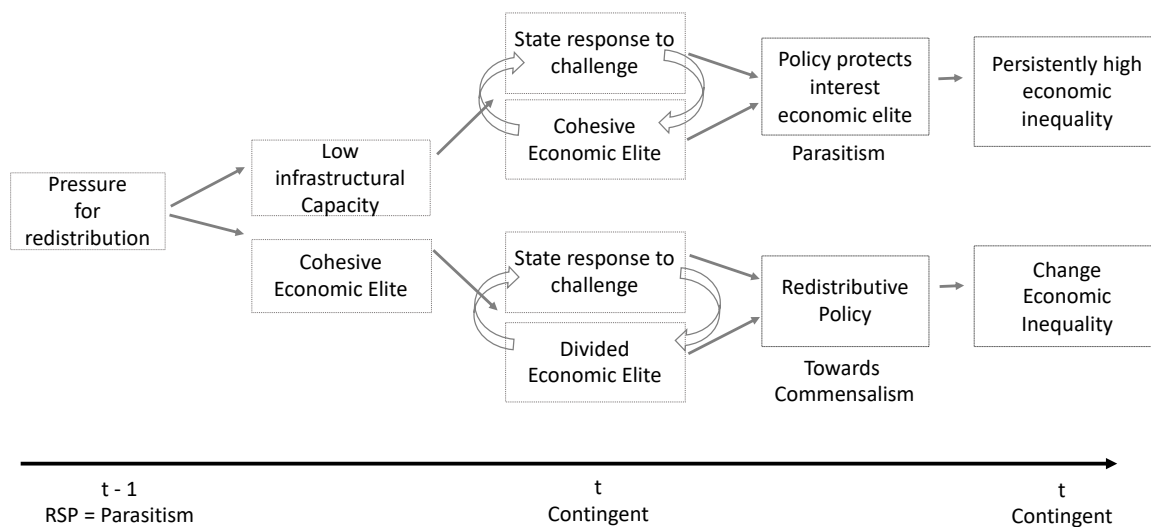 Pressure
for
redistribution
Low
infrastructural
Capacity
Cohesive
Economic Elite
State response to
challenge
Cohesive
Economic Elite
Policy protects
interest
economic elite
Parasitism
Persistently high
economic
inequality
State response to
challenge
Divided
Economic Elite
Redistributive
Policy
Towards
Commensalism
Change
Economic
Inequality
t - 1
RSP = Parasitism
t
Contingent
t
Contingent